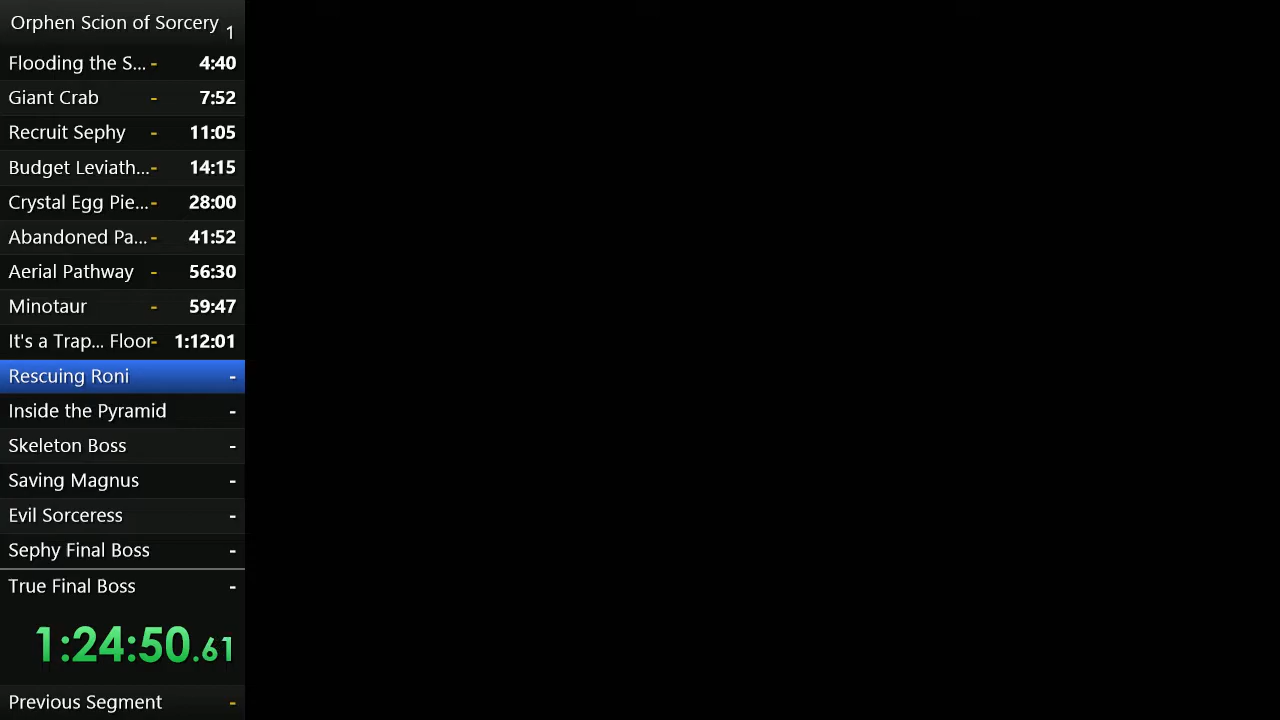 Orphen Scion of Sorcery 1
Flooding the S... - 4:40
Giant Crab - 7:52
Recruit Sephy - 11:05
Budget Leviath... - 14:15
Crystal Egg Pie... - 28:00
Abandoned Pa... - 41:52
Aerial Pathway - 56:30
Minotaur - 59:47
It's a Trap... Floor - 1:12:01
Rescuing Roni -
Inside the Pyramid -
Skeleton Boss -
Saving Magnus -
Evil Sorceress -
Sephy Final Boss -
True Final Boss -
1:24:50.61
Previous Segment -